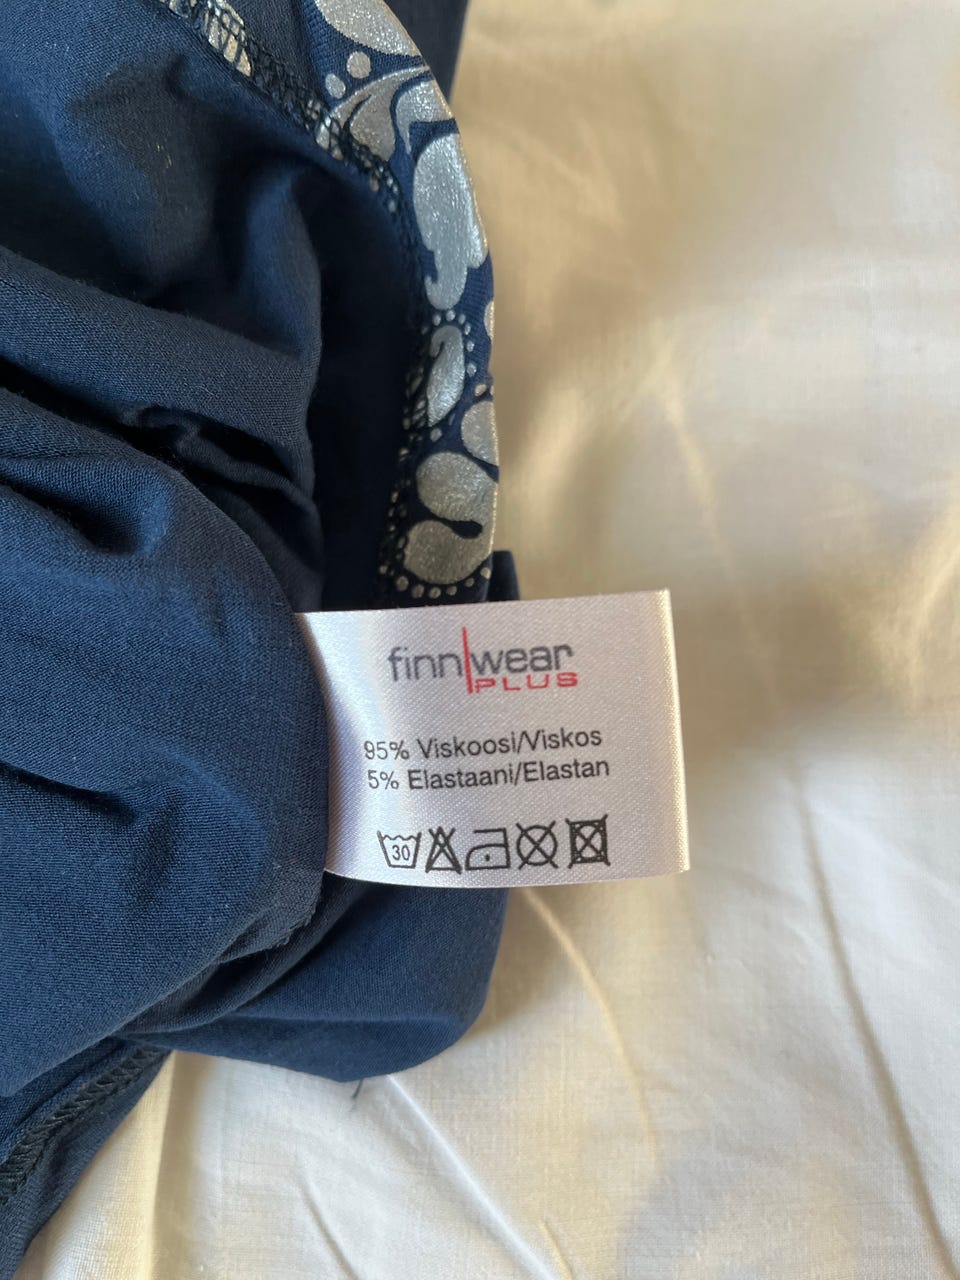 finn|wear
PLUS
95% Viskoosi/Viskos
5% Elastaani/Elastan
30